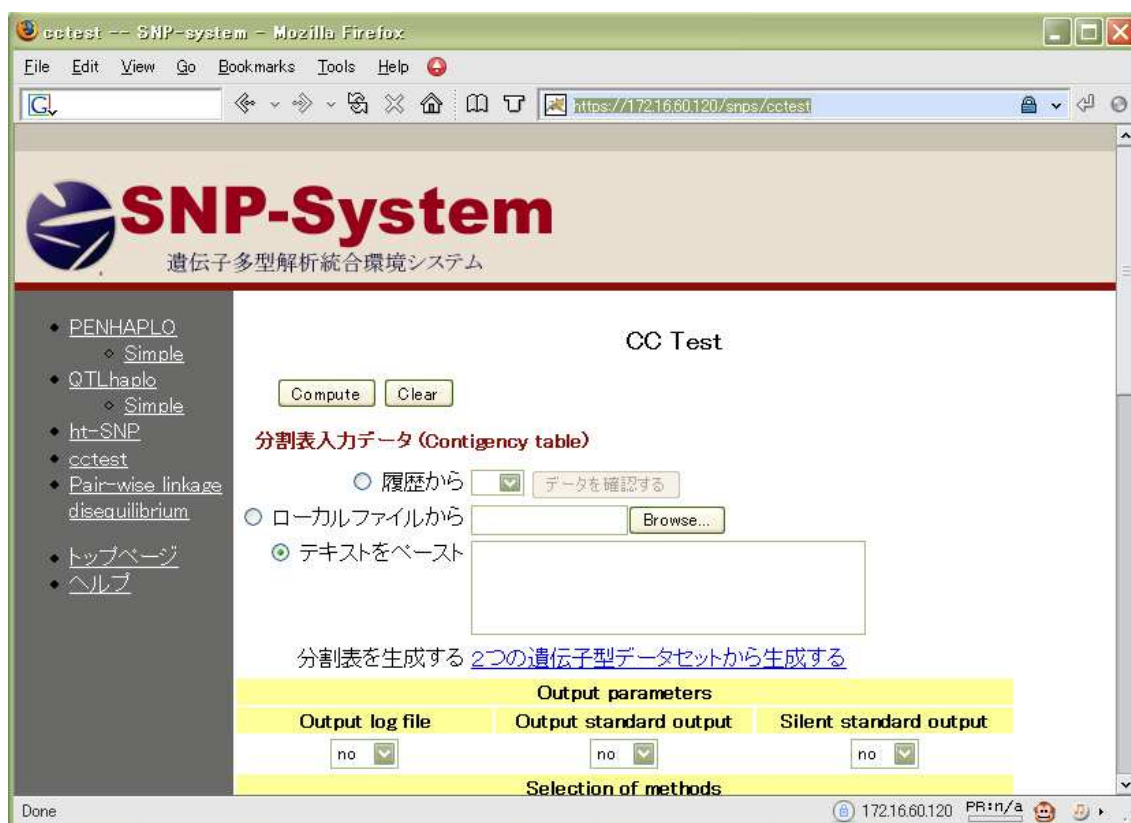 cctest -- SNP-system - Mozilla Firefox
File Edit View Go Bookmarks Tools Help
https://172.16.60.120/snps/cctest
SNP-System
遺伝子多型解析統合環境システム
PENHAPLO
Simple
QTLhaplo
Simple
ht-SNP
cctest
Pair-wise linkage
disequilibrium
トップページ
ヘルプ
CC Test
Compute Clear
分割表入力データ (Contigency table)
履歴から データを確認する
ローカルファイルから Browse...
テキストをペースト
分割表を生成する 2つの遺伝子型データセットから生成する
Output parameters
Output log file Output standard output Silent standard output
no no no
Selection of methods
Done 172.16.60.120 PR:n/a